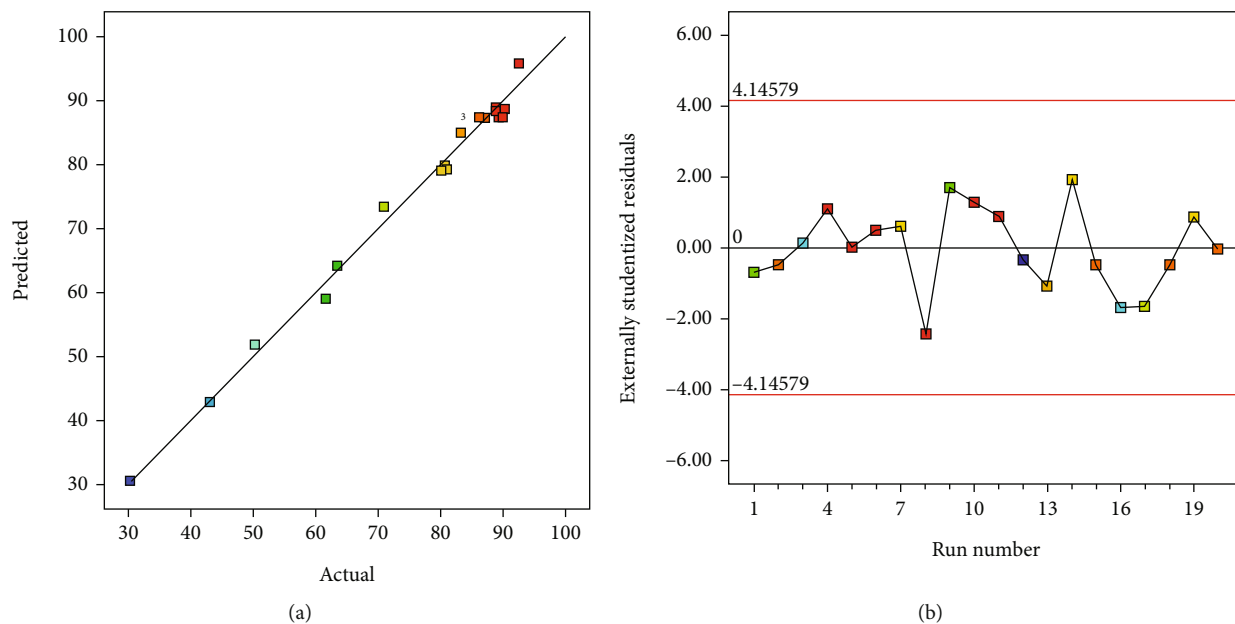 100
90
80
70
60
50
40
30
Predicted
3
30 40 50 60 70 80 90 100
Actual
(a)
6.00
4.00
2.00
0.00
–2.00
–4.00
–6.00
Externally studentized residuals
4.14579
0
–4.14579
1 4 7 10 13 16 19
Run number
(b)